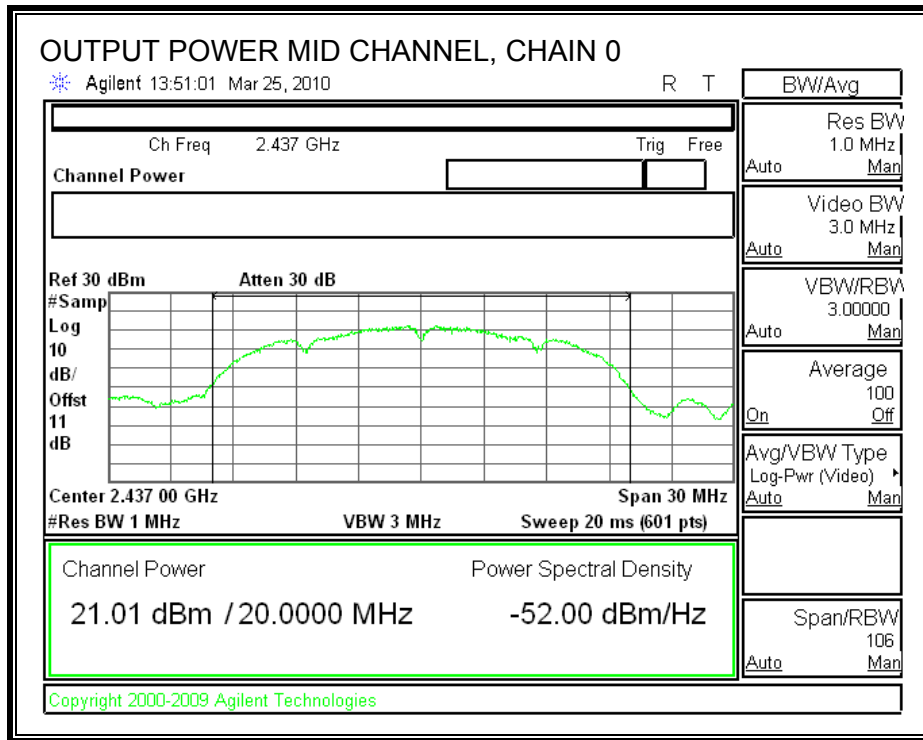 OUTPUT POWER MID CHANNEL, CHAIN 0
Agilent 13:51:01 Mar 25, 2010 R T
Ch Freq 2.437 GHz Trig Free
Channel Power
Ref 30 dBm Atten 30 dB
#Samp
Log
10
dB/
Offst
11
dB
Center 2.437 00 GHz Span 30 MHz
#Res BW 1 MHz VBW 3 MHz Sweep 20 ms (601 pts)
Channel Power Power Spectral Density
21.01 dBm / 20.0000 MHz -52.00 dBm/Hz
Copyright 2000-2009 Agilent Technologies
BW/Avg
Res BW
1.0 MHz
Auto Man
Video BW
3.0 MHz
Auto Man
VBW/RBW
3.00000
Auto Man
Average
100
On Off
Avg/VBW Type
Log-Pwr (Video)
Auto Man
Span/RBW
106
Auto Man